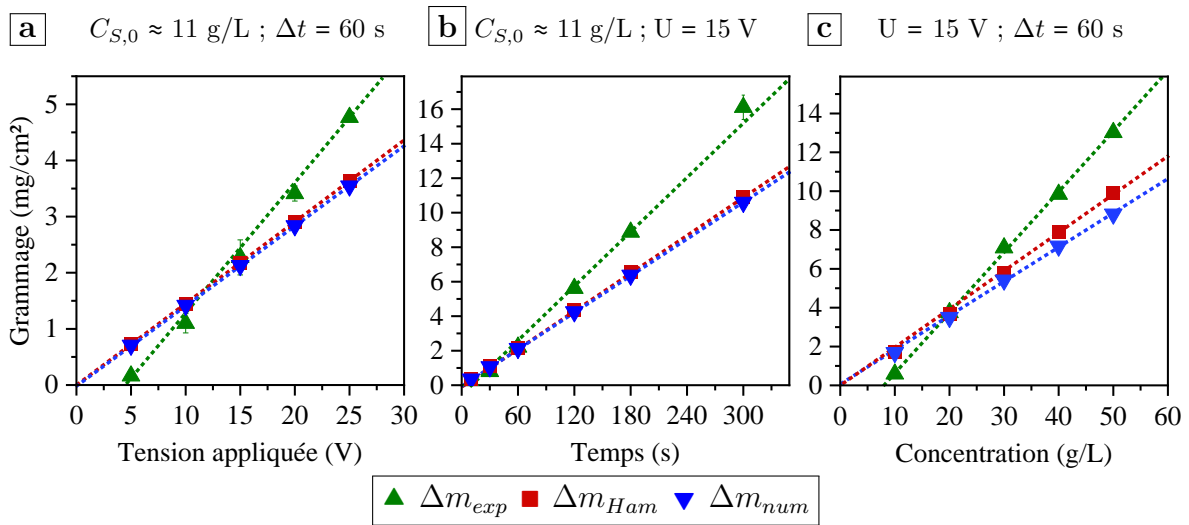 a C_{S,0} ≈ 11 g/L ; Δt = 60 s
b C_{S,0} ≈ 11 g/L ; U = 15 V
c U = 15 V ; Δt = 60 s
Grammage (mg/cm²)
5
4
3
2
1
0
0 5 10 15 20 25 30
Tension appliquée (V)
16
14
12
10
8
6
4
2
0
0 60 120 180 240 300
Temps (s)
14
12
10
8
6
4
2
0
0 10 20 30 40 50 60
Concentration (g/L)
Δm_{exp} Δm_{Ham} Δm_{num}